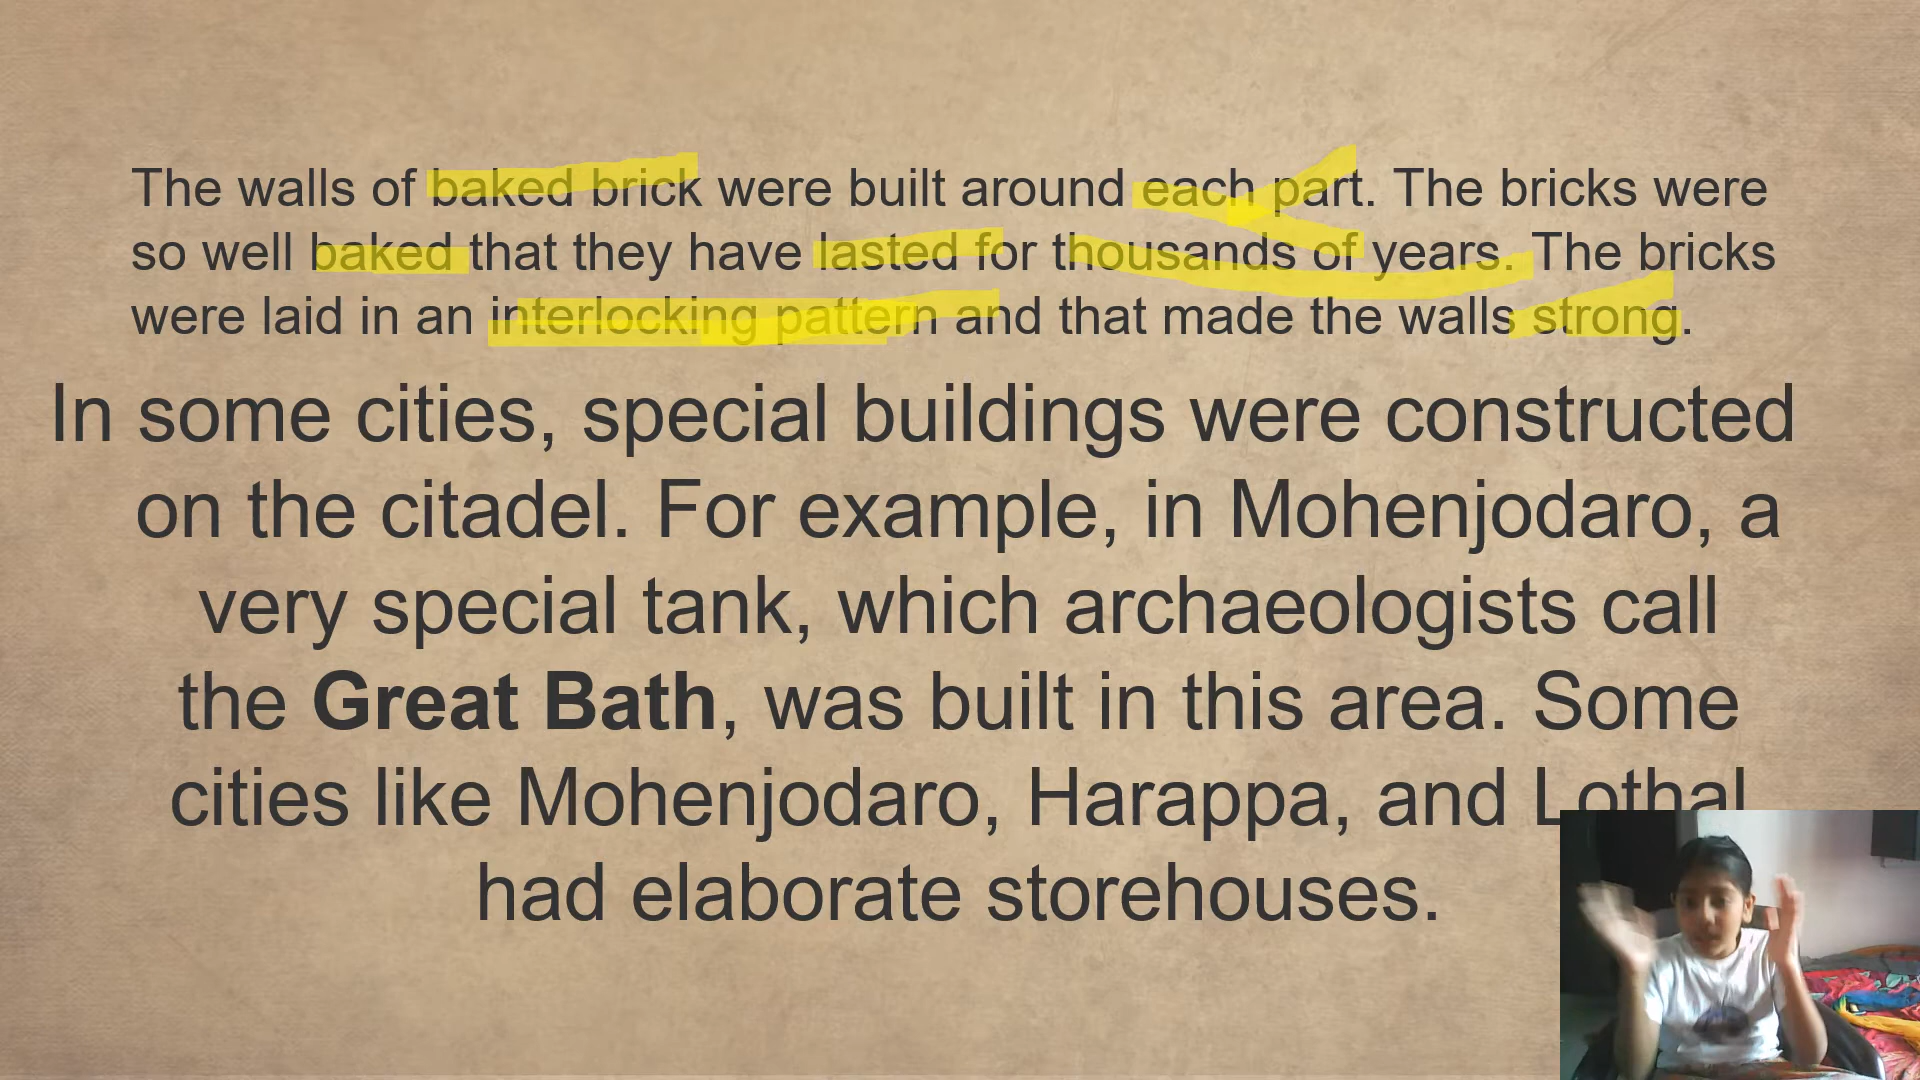 The walls of baked brick were built around each part. The bricks were
so well baked that they have lasted for thousands of years. The bricks
were laid in an interlocking pattern and that made the walls strong.
In some cities, special buildings were constructed
on the citadel. For example, in Mohenjodaro, a
very special tank, which archaeologists call
the Great Bath, was built in this area. Some
cities like Mohenjodaro, Harappa, and Lothal
had elaborate storehouses.